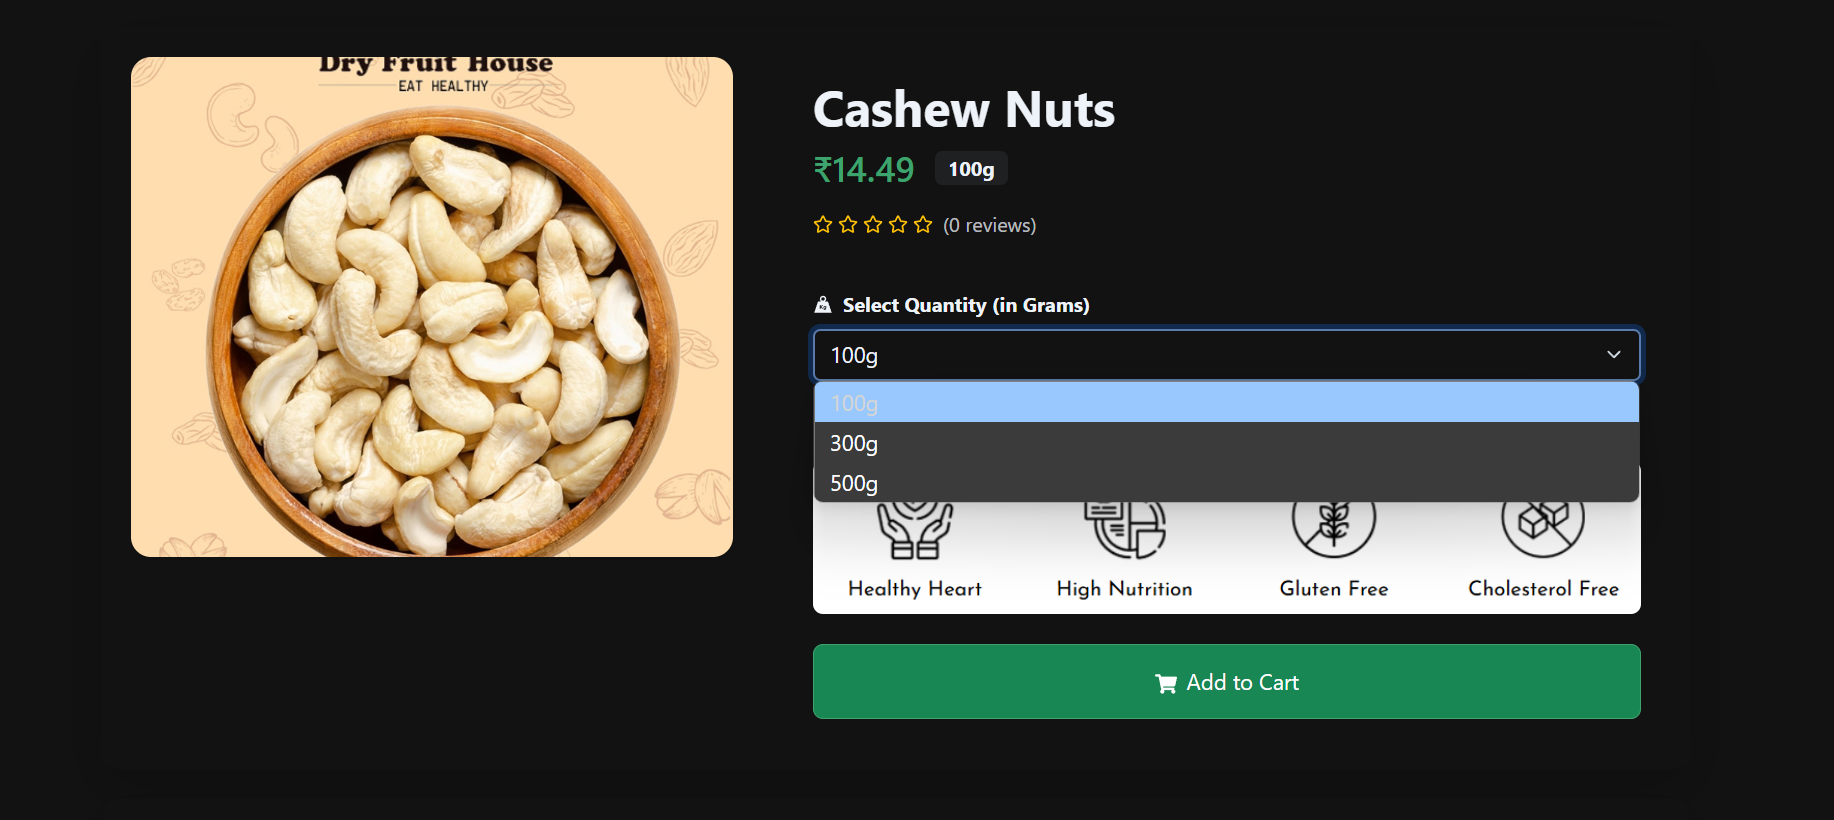 Dry Fruit House
EAT HEALTHY
Cashew Nuts
₹14.49 100g
(0 reviews)
Select Quantity (in Grams)
100g
100g
300g
500g
Healthy Heart High Nutrition Gluten Free Cholesterol Free
Add to Cart